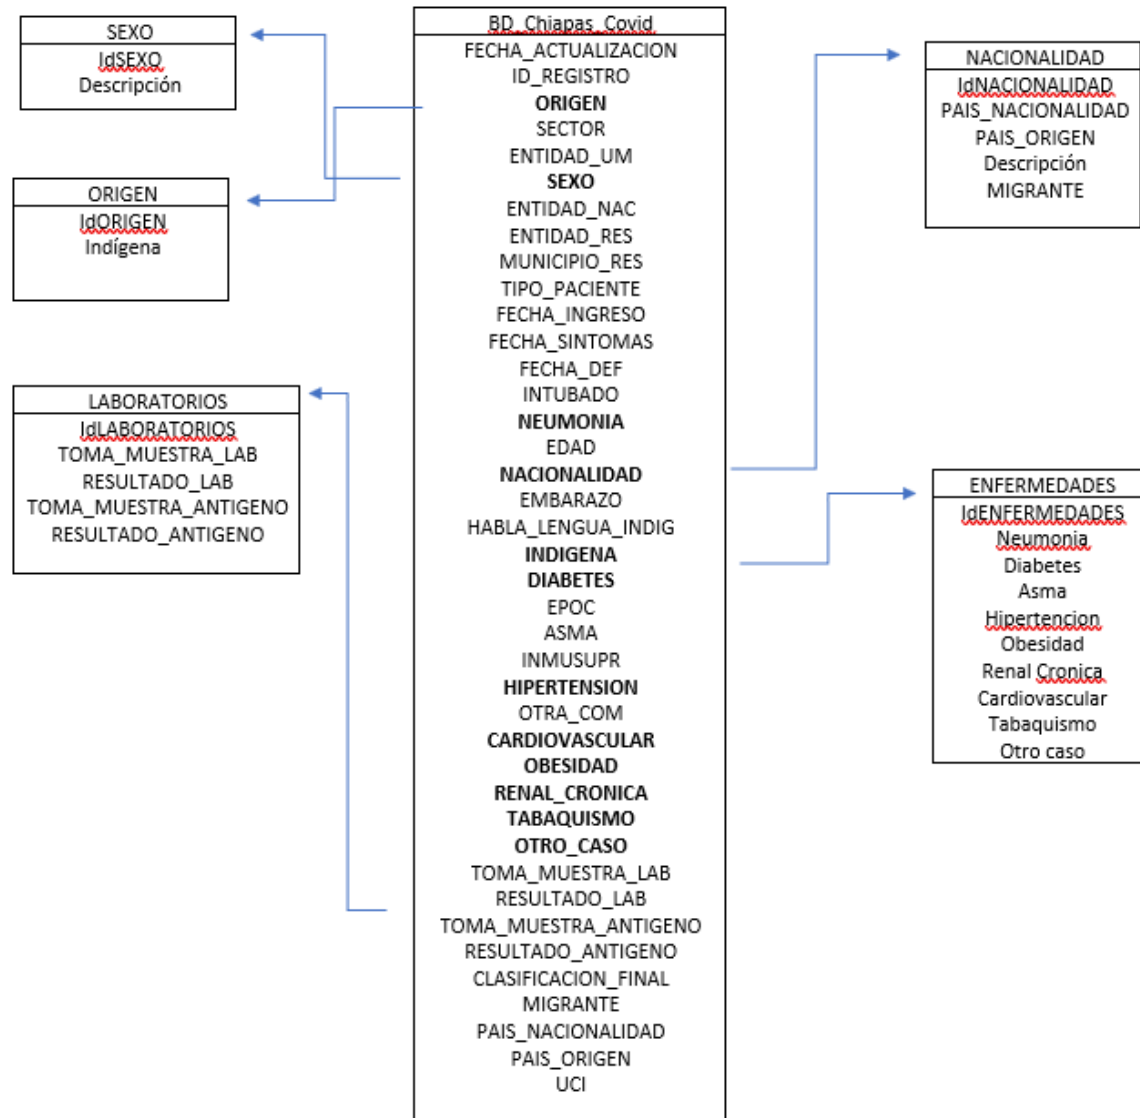 SEXO
IdSEXO
Descripción
ORIGEN
IdORIGEN
Indígena
LABORATORIOS
IdLABORATORIOS
TOMA_MUESTRA_LAB
RESULTADO_LAB
TOMA_MUESTRA_ANTIGENO
RESULTADO_ANTIGENO
BD_Chiapas_Covid
FECHA_ACTUALIZACION
ID_REGISTRO
ORIGEN
SECTOR
ENTIDAD_UM
SEXO
ENTIDAD_NAC
ENTIDAD_RES
MUNICIPIO_RES
TIPO_PACIENTE
FECHA_INGRESO
FECHA_SINTOMAS
FECHA_DEF
INTUBADO
NEUMONIA
EDAD
NACIONALIDAD
EMBARAZO
HABLA_LENGUA_INDIG
INDIGENA
DIABETES
EPOC
ASMA
INMUSUPR
HIPERTENSION
OTRA_COM
CARDIOVASCULAR
OBESIDAD
RENAL_CRONICA
TABAQUISMO
OTRO_CASO
TOMA_MUESTRA_LAB
RESULTADO_LAB
TOMA_MUESTRA_ANTIGENO
RESULTADO_ANTIGENO
CLASIFICACION_FINAL
MIGRANTE
PAIS_NACIONALIDAD
PAIS_ORIGEN
UCI
NACIONALIDAD
IdNACIONALIDAD
PAIS_NACIONALIDAD
PAIS_ORIGEN
Descripción
MIGRANTE
ENFERMEDADES
IdENFERMEDADES
Neumonia
Diabetes
Asma
Hipertencion
Obesidad
Renal Cronica
Cardiovascular
Tabaquismo
Otro caso